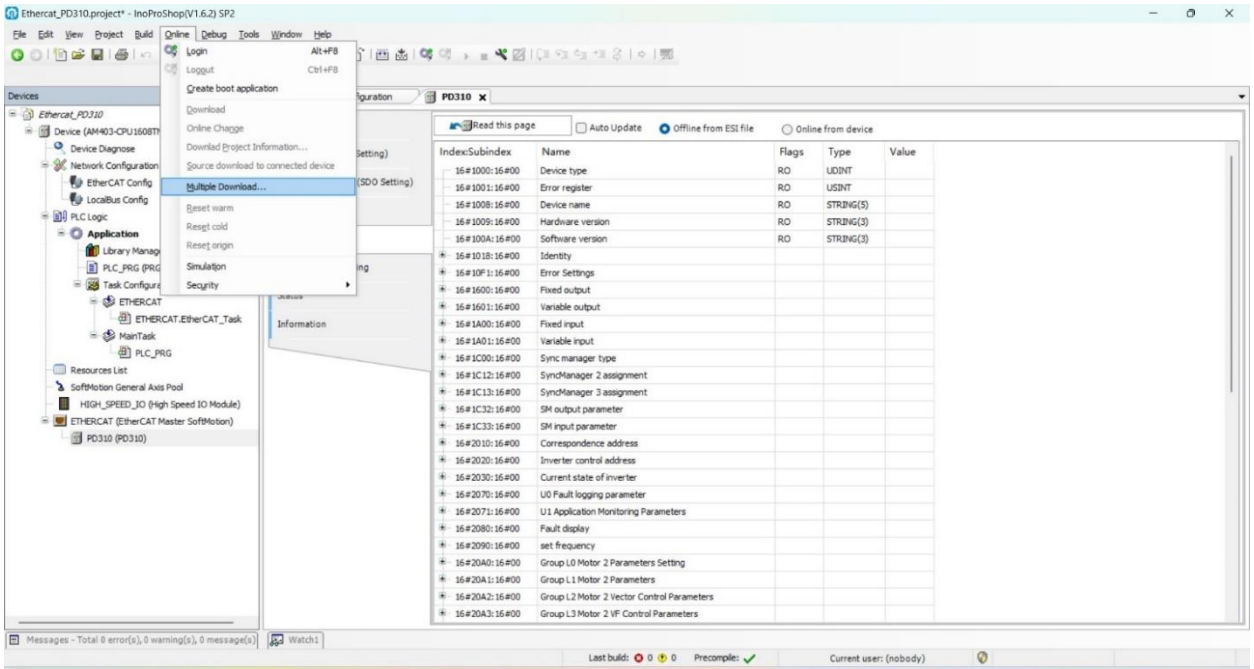 Ethercat_PD310.project* - InoProShop(V1.6.2) SP2
File Edit View Project Build Online Debug Tools Window Help
Login Alt+F8
Logout Ctrl+F8
Create boot application
Download
Online Change
Downlad Project Information...
Source download to connected device
Multiple Download...
Reset warm
Reset cold
Reset origin
Simulation
Security
Devices
Ethercat_PD310
Device (AM403-CPU1608T
Device Diagnose
Network Configuration
EtherCAT Config
LocalBus Config
PLC Logic
Application
Library Manag
PLC_PRG (PRG
Task Configura
ETHERCAT
ETHERCAT.EtherCAT_Task
MainTask
PLC_PRG
Resources List
SoftMotion General Axis Pool
HIGH_SPEED_IO (High Speed IO Module)
ETHERCAT (EtherCAT Master SoftMotion)
PD310 (PD310)
figuration
PD310
Setting)
(SDO Setting)
ng
Status
Information
Read this page Auto Update Offline from ESI file Online from device
Index:Subindex Name Flags Type Value
16#1000:16#00 Device type RO UDINT
16#1001:16#00 Error register RO USINT
16#1008:16#00 Device name RO STRING(5)
16#1009:16#00 Hardware version RO STRING(3)
16#100A:16#00 Software version RO STRING(3)
16#1018:16#00 Identity
16#10F1:16#00 Error Settings
16#1600:16#00 Fixed output
16#1601:16#00 Variable output
16#1A00:16#00 Fixed input
16#1A01:16#00 Variable input
16#1C00:16#00 Sync manager type
16#1C12:16#00 SyncManager 2 assignment
16#1C13:16#00 SyncManager 3 assignment
16#1C32:16#00 SM output parameter
16#1C33:16#00 SM input parameter
16#2010:16#00 Correspondence address
16#2020:16#00 Inverter control address
16#2030:16#00 Current state of inverter
16#2070:16#00 U0 Fault logging parameter
16#2071:16#00 U1 Application Monitoring Parameters
16#2080:16#00 Fault display
16#2090:16#00 set frequency
16#20A0:16#00 Group L0 Motor 2 Parameters Setting
16#20A1:16#00 Group L1 Motor 2 Parameters
16#20A2:16#00 Group L2 Motor 2 Vector Control Parameters
16#20A3:16#00 Group L3 Motor 2 VF Control Parameters
Messages - Total 0 error(s), 0 warning(s), 0 message(s) Watch1
Last build: 0 0 Precompile: Current user: (nobody)